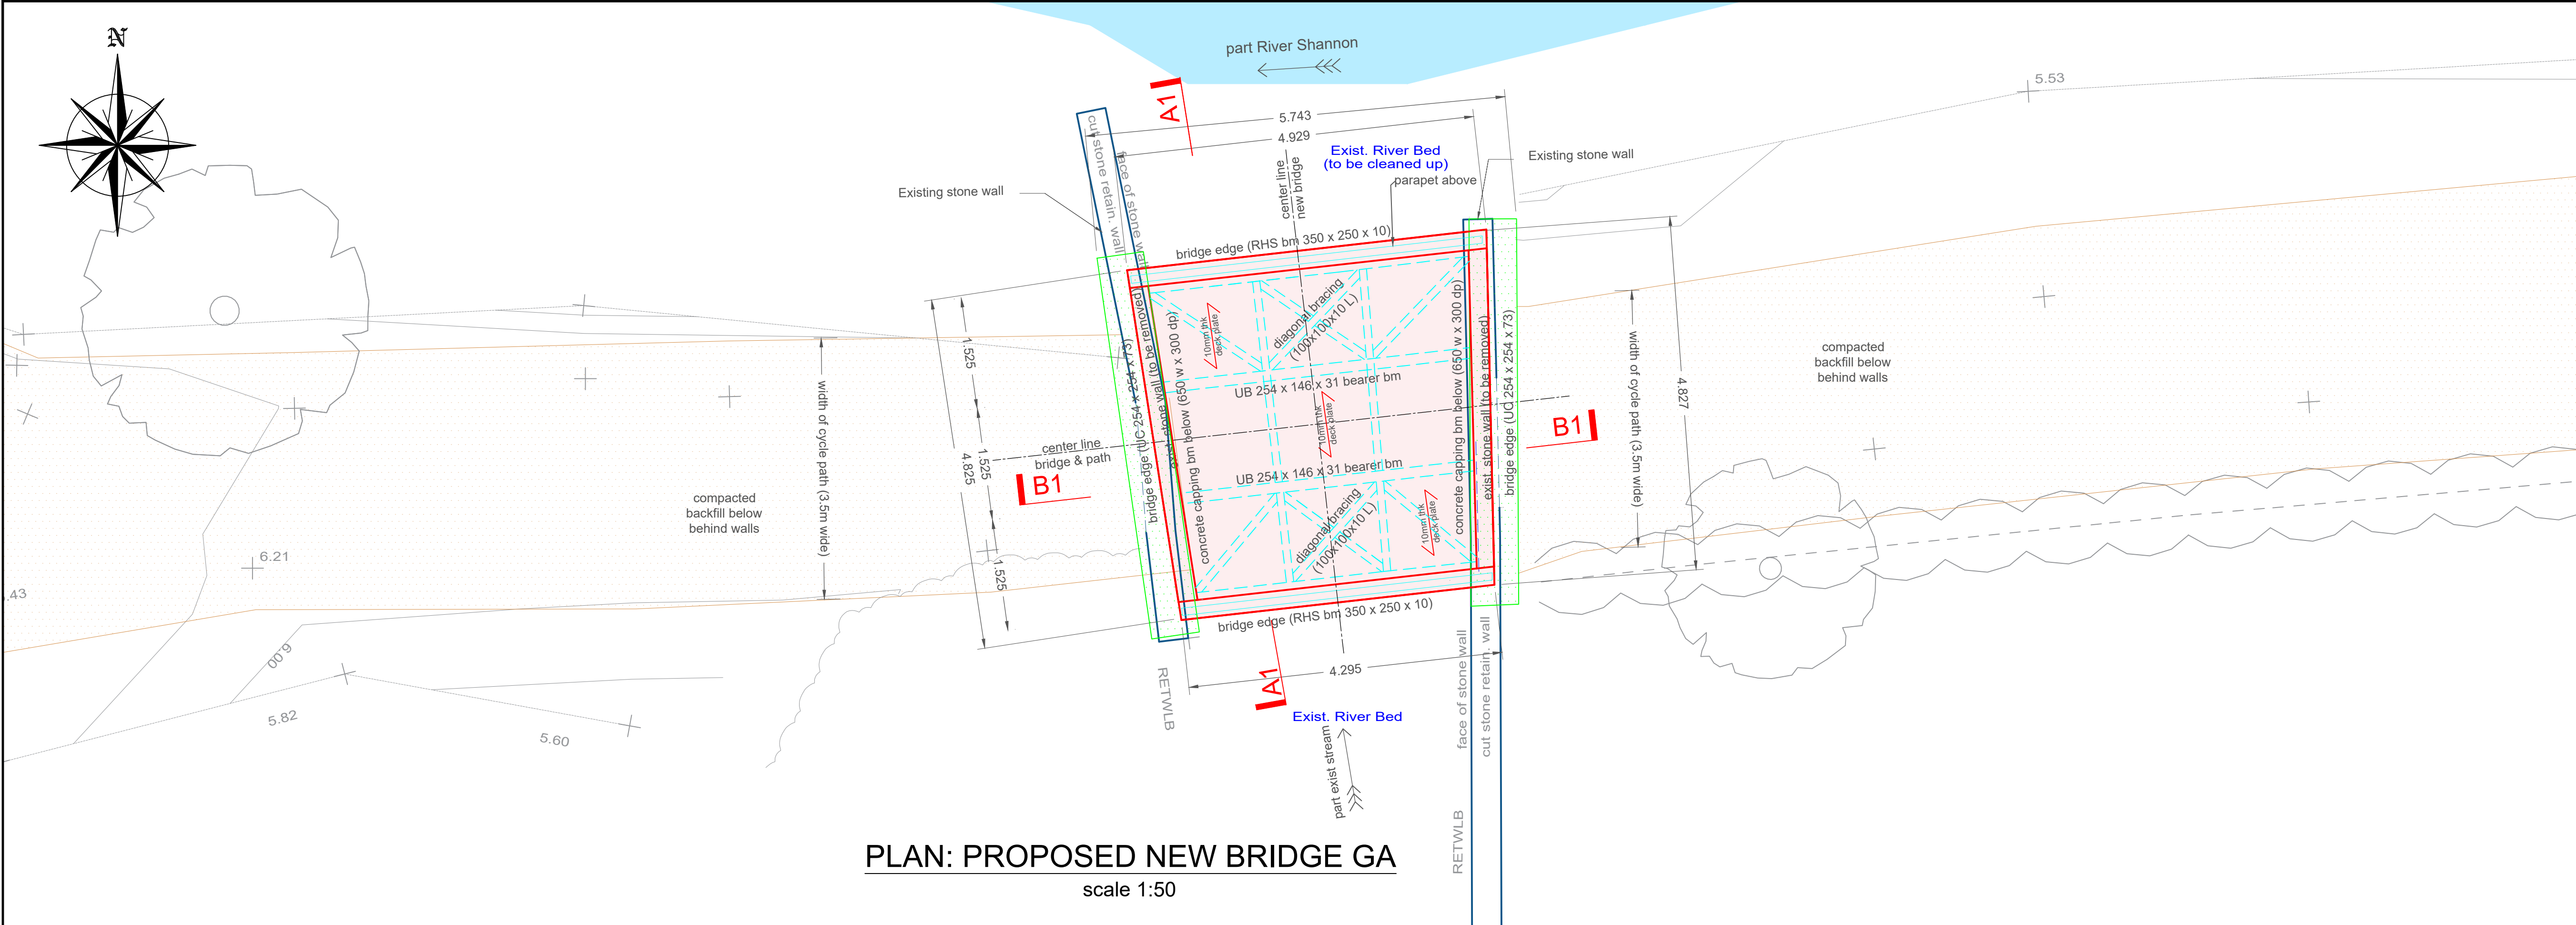 N
part River Shannon
5.53
A1
5.743
4.929
Exist. River Bed
(to be cleaned up)
parapet above
Existing stone wall
Existing stone wall
cut stone retain. wall
face of stone wall
center line
new bridge
bridge edge (RHS bm 350 x 250 x 10)
10mm thk
deck plate
diagonal bracing
(100x100x10 L)
UB 254 x 146 x 31 bearer bm
10mm thk
deck plate
UB 254 x 146 x 31 bearer bm
diagonal bracing
(100x100x10 L)
10mm thk
deck plate
bridge edge (UC 254 x 254 x 73)
exist. stone wall (to be removed)
concrete capping bm below (650 w x 300 dp)
concrete capping bm below (650 w x 300 dp)
exist. stone wall (to be removed)
bridge edge (UC 254 x 254 x 73)
1.525
1.525
1.525
4.825
4.827
width of cycle path (3.5m wide)
width of cycle path (3.5m wide)
center line
bridge & path
B1
B1
compacted
backfill below
behind walls
compacted
backfill below
behind walls
6.21
.43
6.00
5.82
5.60
bridge edge (RHS bm 350 x 250 x 10)
4.295
A1
Exist. River Bed
part exist stream
RETWLB
face of stone wall
cut stone retain. wall
RETWLB
PLAN: PROPOSED NEW BRIDGE GA
scale 1:50